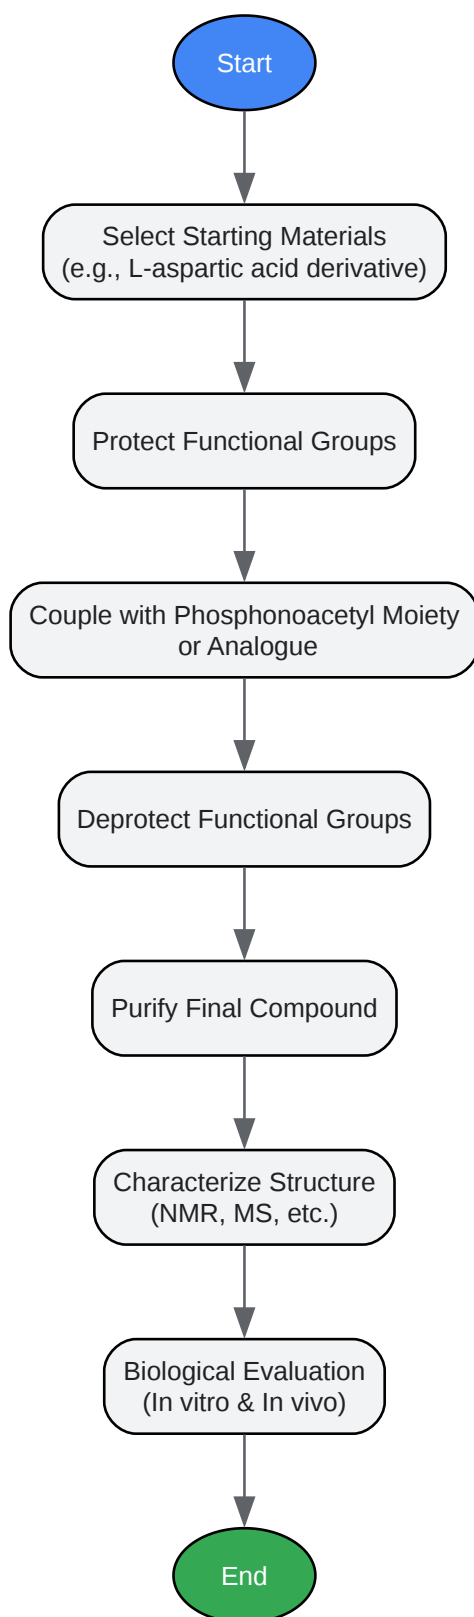 Start
Select Starting Materials
(e.g., L-aspartic acid derivative)
Protect Functional Groups
Couple with Phosphonoacetyl Moiety
or Analogue
Deprotect Functional Groups
Purify Final Compound
Characterize Structure
(NMR, MS, etc.)
Biological Evaluation
(In vitro & In vivo)
End